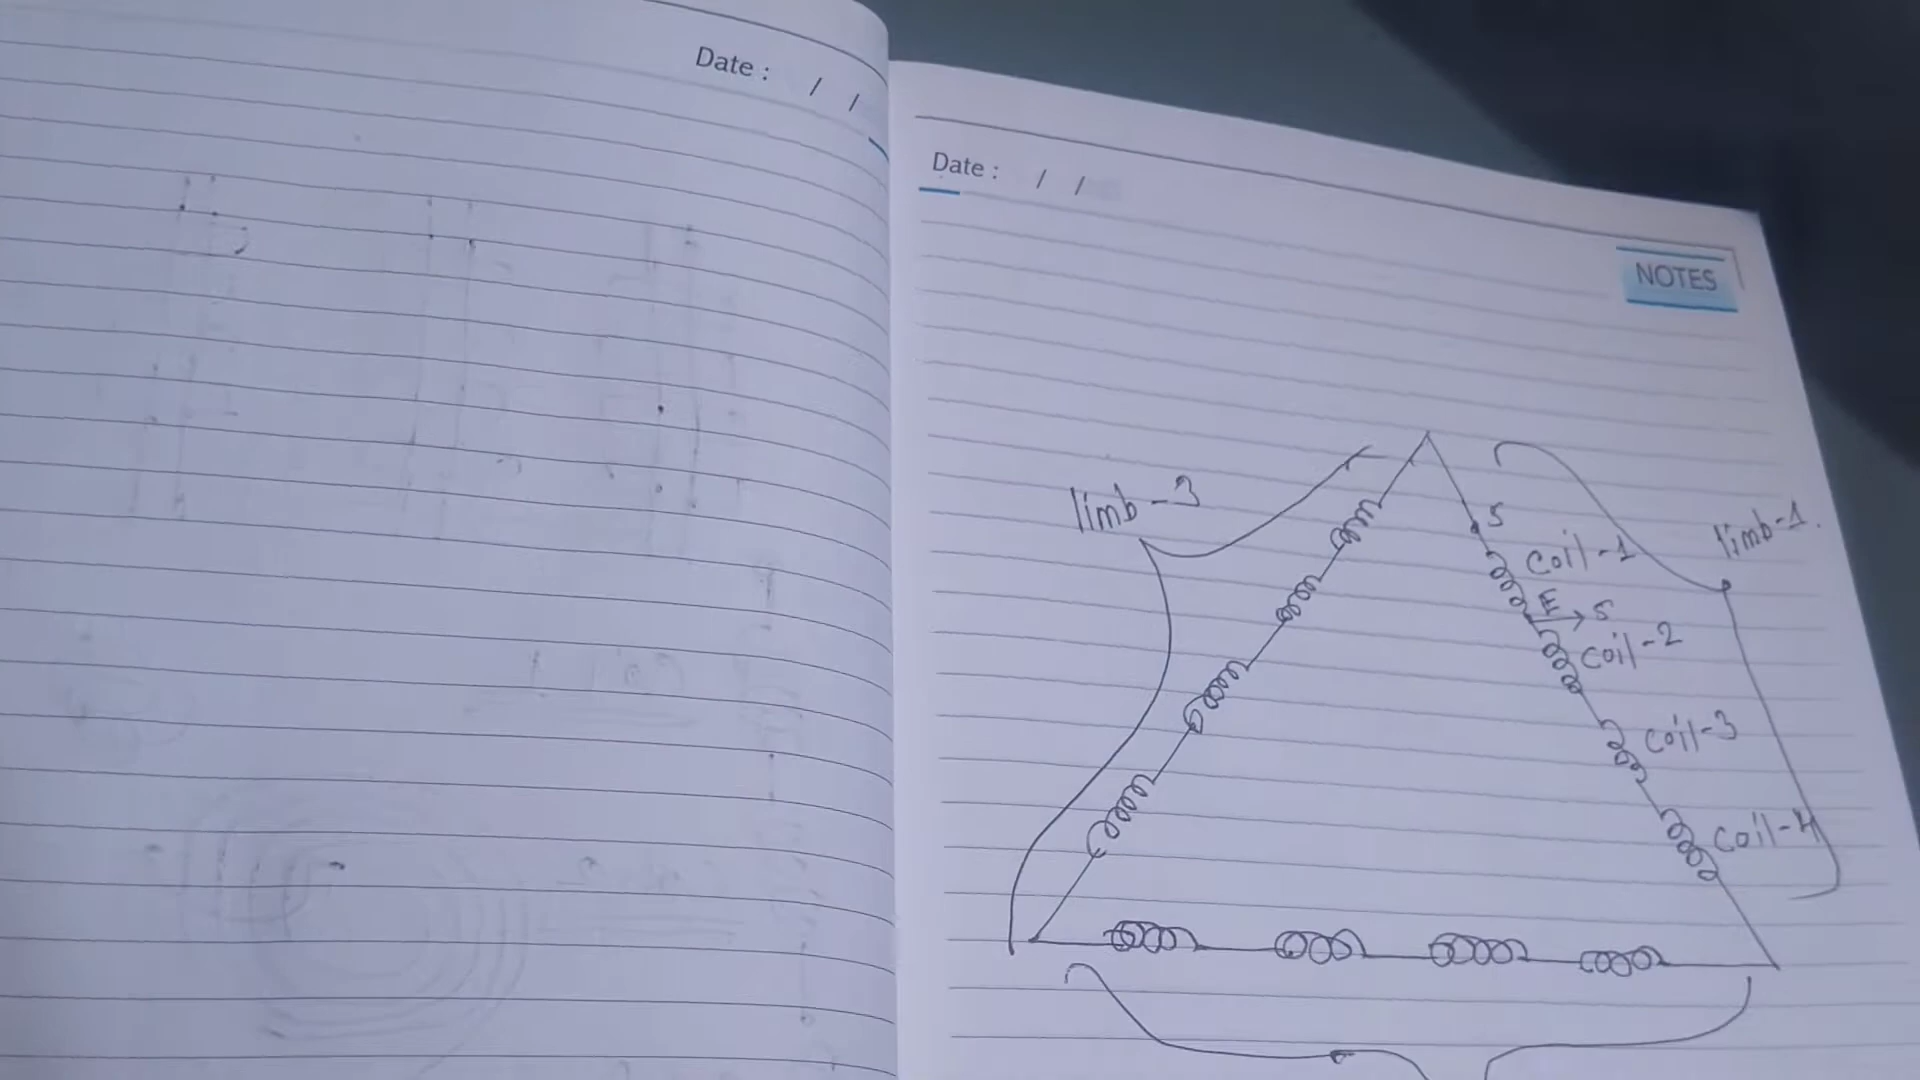 Date : / /
Date : / /
NOTES
limb-3
limb-1.
S
coil-1
E → S
coil-2
coil-3
coil-4